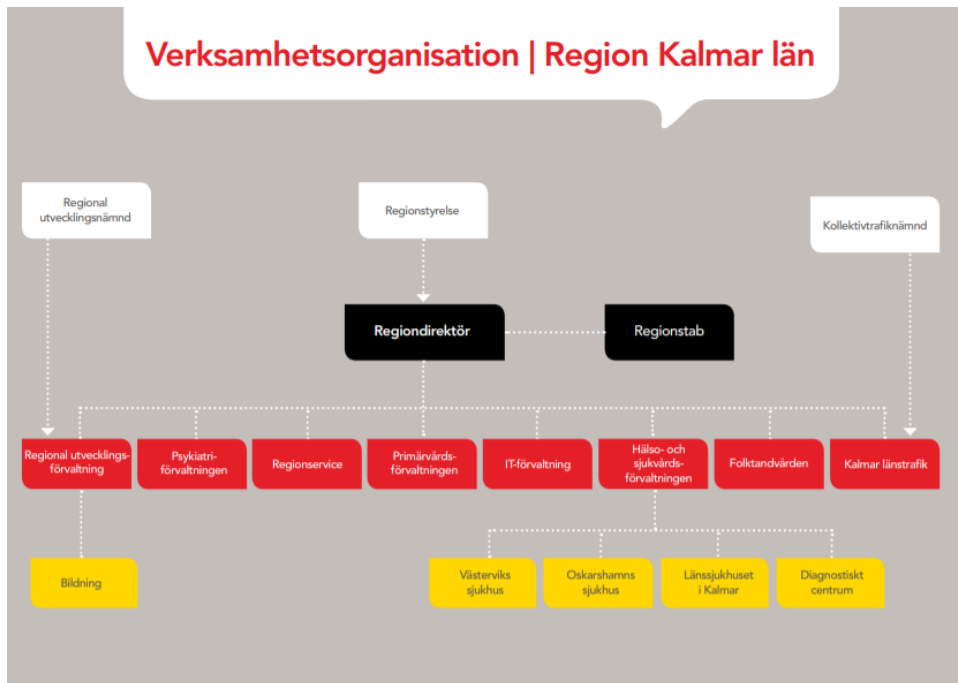 Verksamhetsorganisation | Region Kalmar län
Regional
utvecklingsnämnd
Regionstyrelse
Kollektivtrafiknämnd
Regiondirektör
Regionstab
Regional utvecklings-
förvaltning
Psykiatri-
förvaltningen
Regionservice
Primärvårds-
förvaltningen
IT-förvaltning
Hälso- och
sjukvårds-
förvaltningen
Folktandvården
Kalmar länstrafik
Bildning
Västerviks
sjukhus
Oskarshamns
sjukhus
Länssjukhuset
i Kalmar
Diagnostiskt
centrum